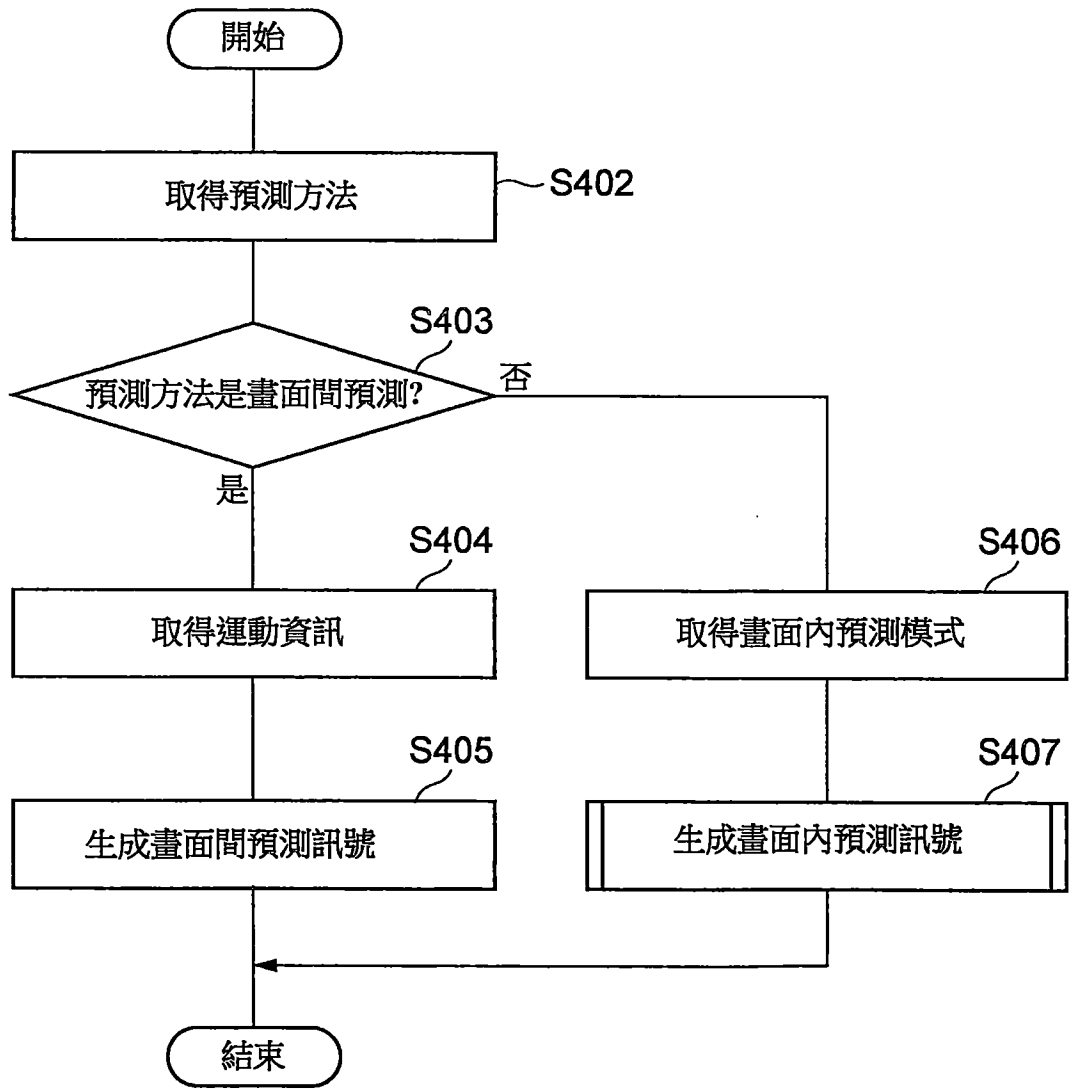 開始
取得預測方法
S402
S403
預測方法是畫面間預測?
否
是
S404
取得運動資訊
S406
取得畫面內預測模式
S405
生成畫面間預測訊號
S407
生成畫面內預測訊號
結束